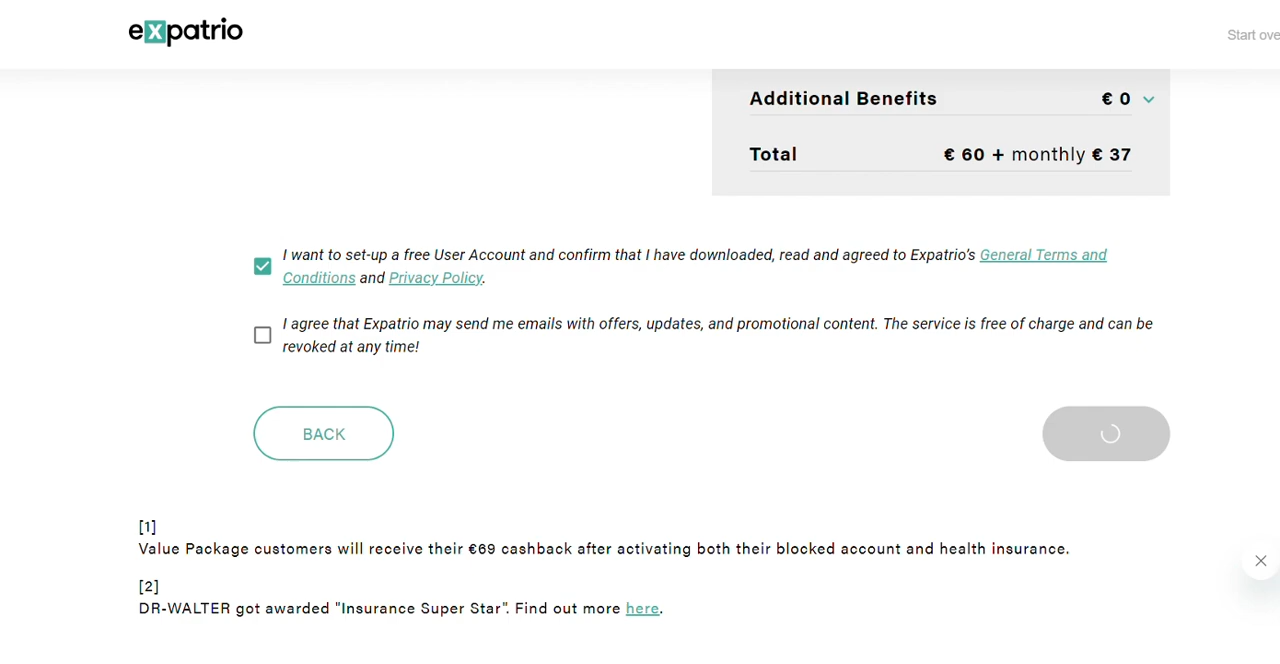 expatrio
Start ove
Additional Benefits € 0
Total € 60 + monthly € 37
I want to set-up a free User Account and confirm that I have downloaded, read and agreed to Expatrio’s General Terms and
Conditions and Privacy Policy.
I agree that Expatrio may send me emails with offers, updates, and promotional content. The service is free of charge and can be
revoked at any time!
BACK
[1]
Value Package customers will receive their €69 cashback after activating both their blocked account and health insurance.
[2]
DR-WALTER got awarded "Insurance Super Star". Find out more here.